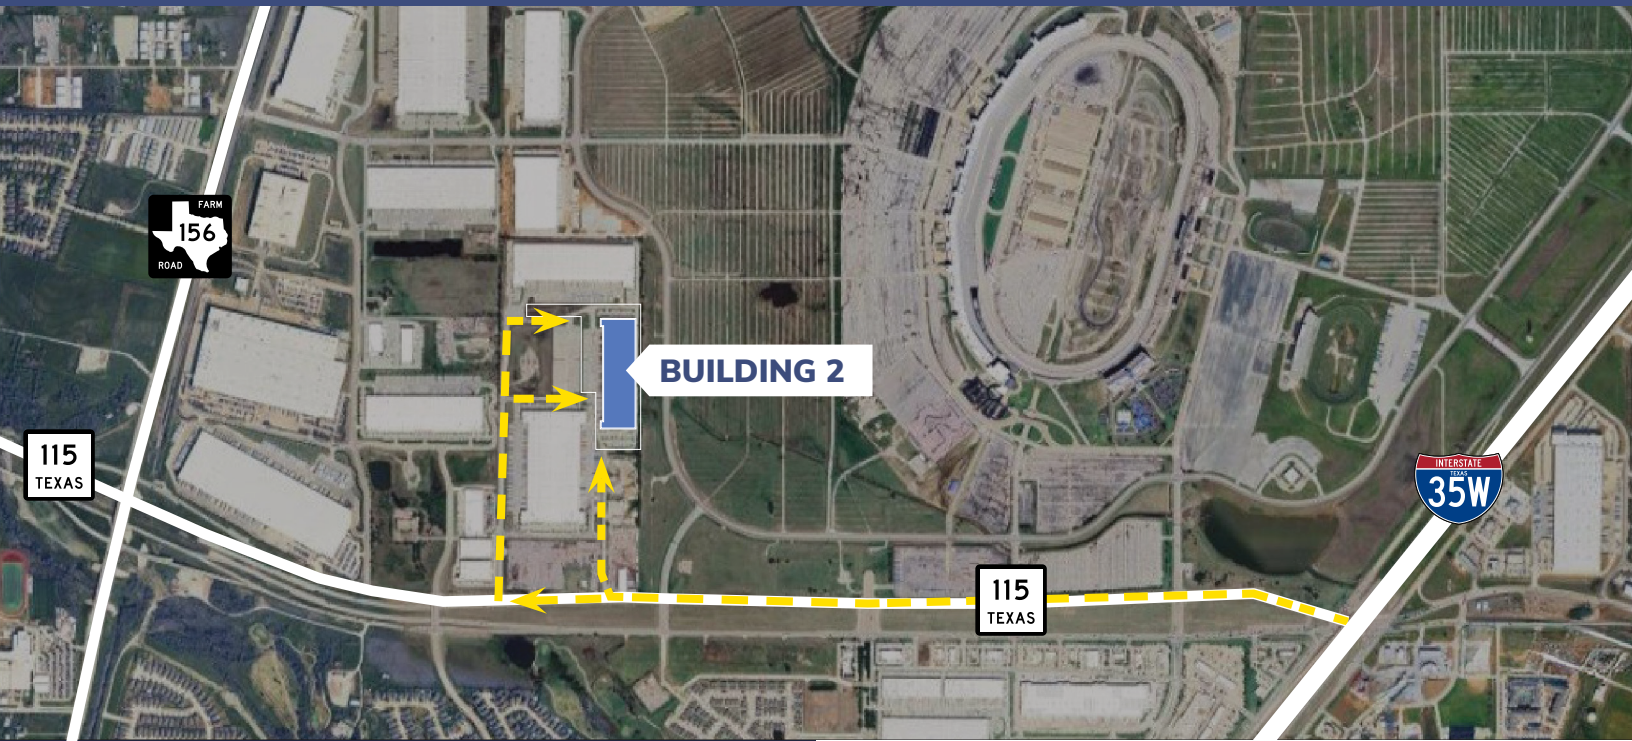 FARM
156
ROAD
BUILDING 2
115
TEXAS
INTERSTATE
TEXAS
35W
115
TEXAS